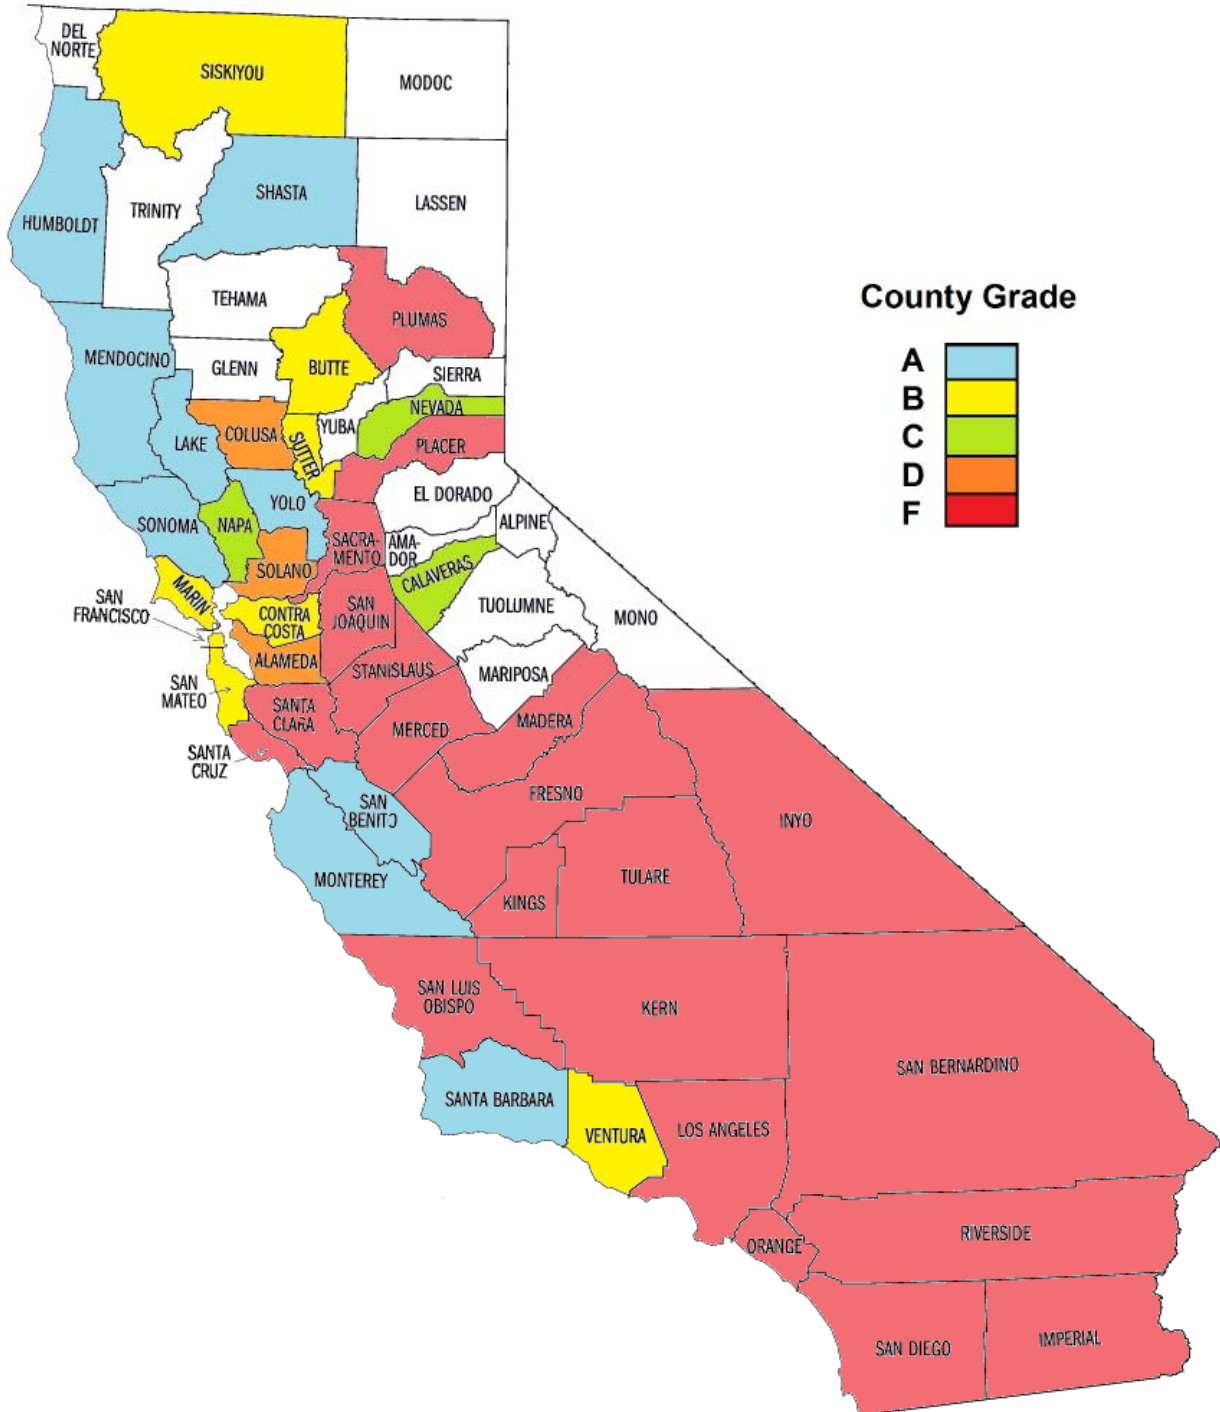 DEL
NORTE
SISKIYOU
MODOC
HUMBOLDT
TRINITY
SHASTA
LASSEN
TEHAMA
PLUMAS
MENDOCINO
GLENN
BUTTE
SIERRA
NEVADA
LAKE
COLUSA
SUTTER
YUBA
PLACER
SONOMA
NAPA
YOLO
EL DORADO
ALPINE
SACRA-
MENTO
AMA-
DOR
SOLANO
CALAVERAS
MARIN
SAN
FRANCISCO
CONTRA
COSTA
SAN
JOAQUIN
TUOLUMNE
MONO
ALAMEDA
STANISLAUS
MARIPOSA
SAN
MATEO
SANTA
CLARA
MERCED
MADERA
SANTA
CRUZ
SAN
BENITO
FRESNO
INYO
MONTEREY
KINGS
TULARE
SAN LUIS
OBISPO
KERN
SAN BERNARDINO
SANTA BARBARA
VENTURA
LOS ANGELES
ORANGE
RIVERSIDE
SAN DIEGO
IMPERIAL
County Grade
A
B
C
D
F